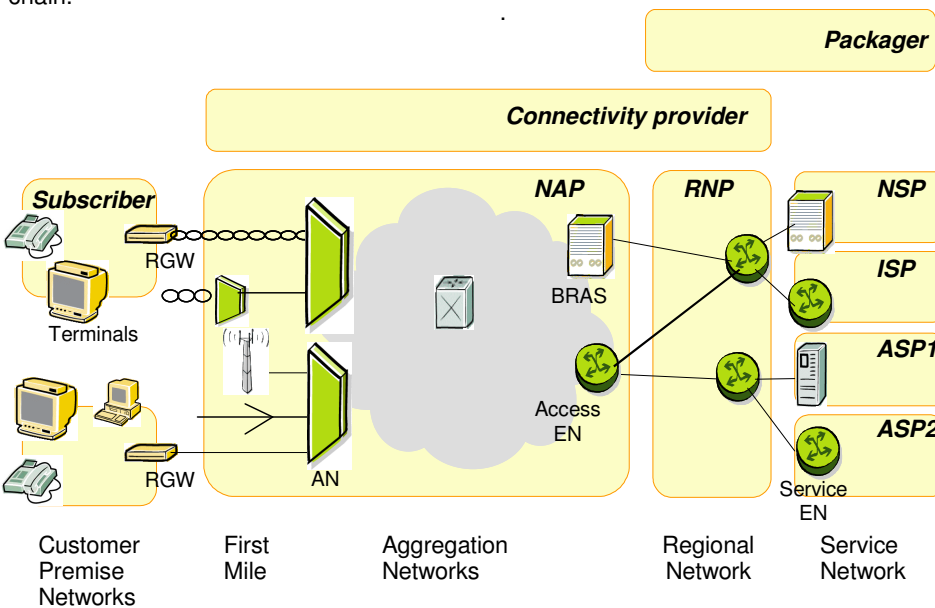 chain.
.
Packager
Connectivity provider
Subscriber
NAP
RNP
NSP
RGW
ISP
BRAS
Terminals
ASP1
Access
EN
ASP2
RGW
AN
Service
EN
Customer
Premise
Networks
First
Mile
Aggregation
Networks
Regional
Network
Service
Network